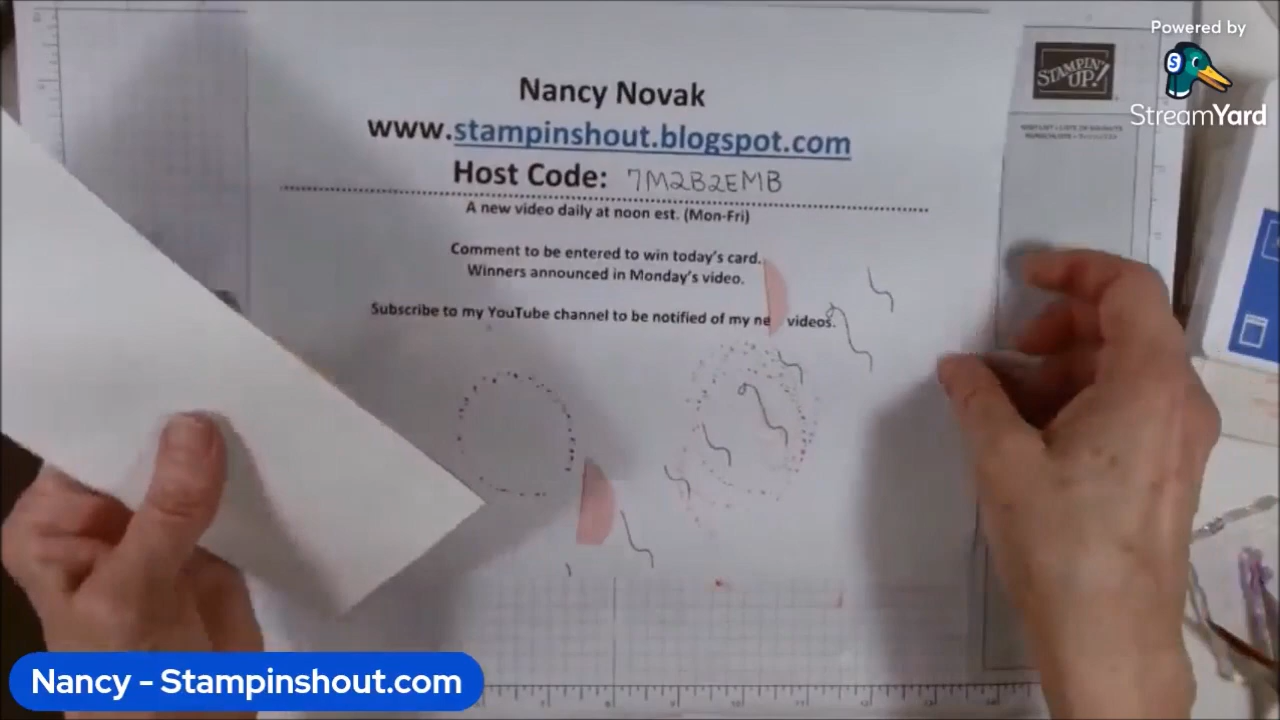 Powered by
StreamYard
STAMPIN' UP!
Nancy Novak
www.stampinshout.blogspot.com
Host Code: 7M2B2EMB
A new video daily at noon est. (Mon-Fri)
Comment to be entered to win today's card.
Winners announced in Monday's video.
Subscribe to my YouTube channel to be notified of my ne videos.
Nancy - Stampinshout.com